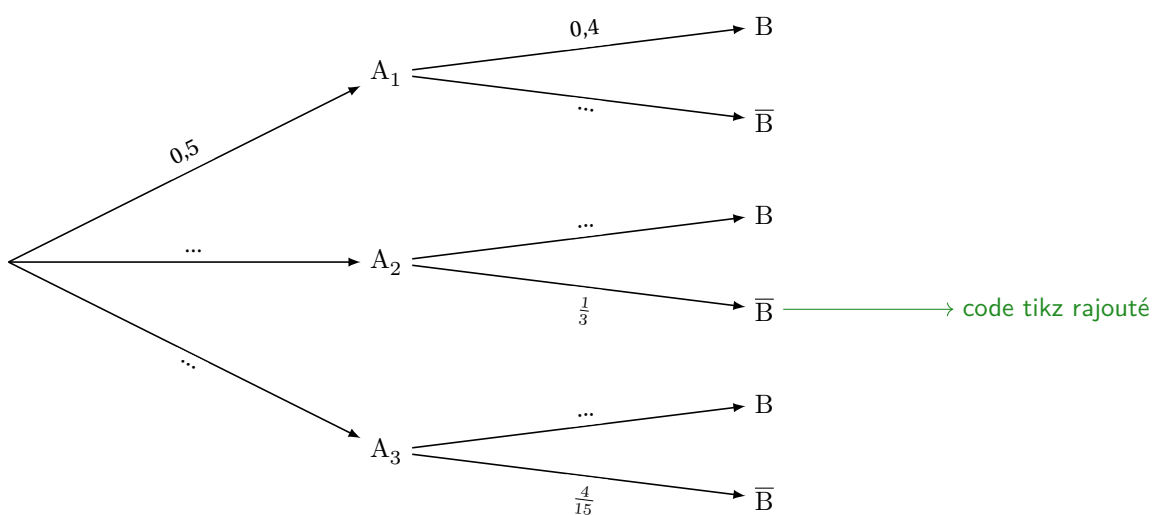 0,4
B
A₁
...
B̅
0,5
...
B
...
A₂
1/3
B̅
code tikz rajouté
...
...
B
A₃
4/15
B̅